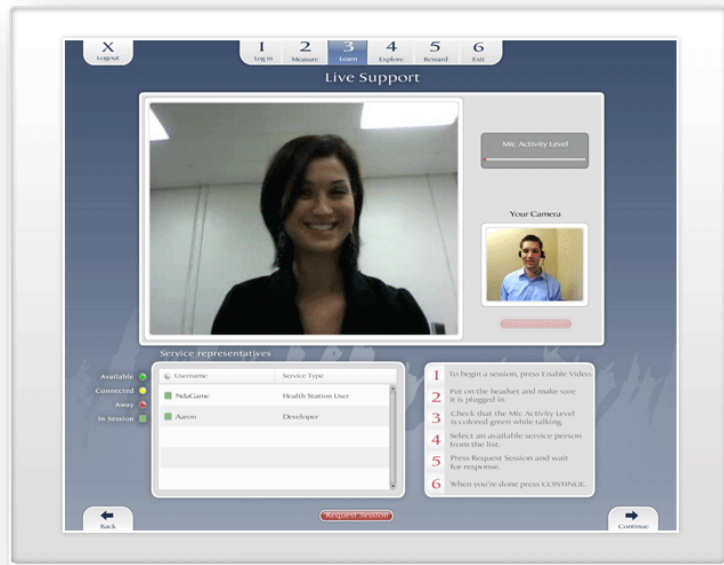 X
Logout
1 2 3 4 5 6
Log in Measure Learn Explore Reward Exit
Live Support
Mic Activity Level
Your Camera
Service representatives
Available
Connected
Away
In Session
Username Service Type
NdaGame Health Station User
Aaron Developer
1 To begin a session, press Enable Video.
2 Put on the headset and make sure
it is plugged in.
3 Check that the Mic Activity Level
is colored green while talking.
4 Select an available service person
from the list.
5 Press Request Session and wait
for response.
6 When you're done press CONTINUE.
Back
Request Session
Continue